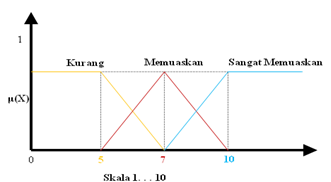 1
Kurang Memuaskan Sangat Memuaskan
μ(X)
0 5 7 10
Skala 1. . . 10